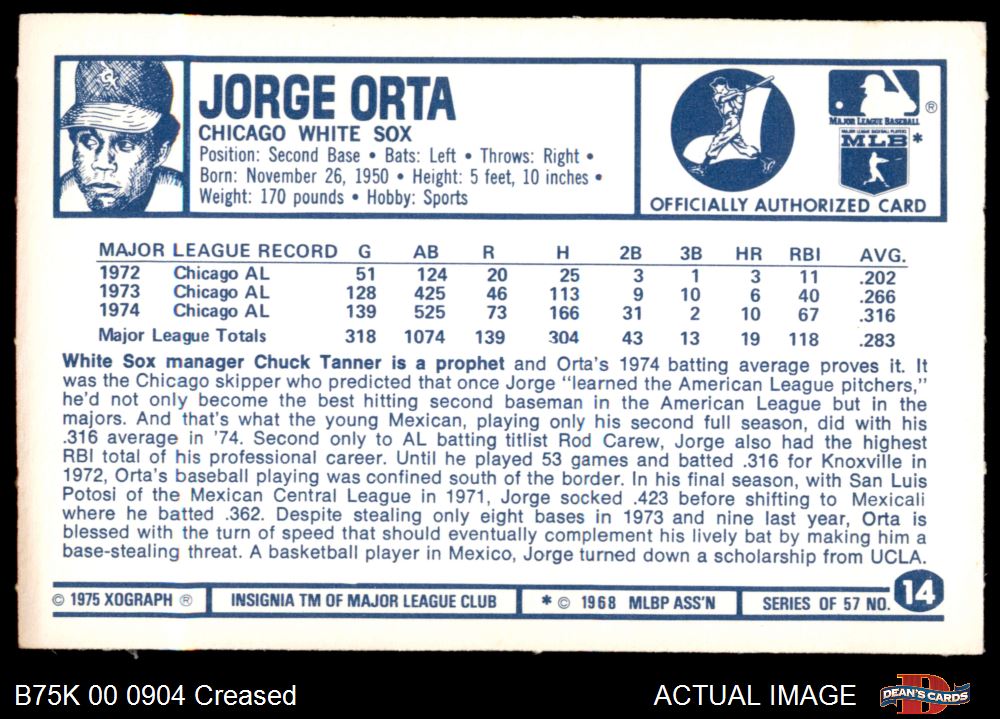 JORGE ORTA
CHICAGO WHITE SOX
Position: Second Base • Bats: Left • Throws: Right •
Born: November 26, 1950 • Height: 5 feet, 10 inches •
Weight: 170 pounds • Hobby: Sports
MAJOR LEAGUE BASEBALL ®
MAJOR LEAGUE BASEBALL PLAYERS
MLB *
OFFICIALLY AUTHORIZED CARD
MAJOR LEAGUE RECORD G AB R H 2B 3B HR RBI AVG.
1972 Chicago AL 51 124 20 25 3 1 3 11 .202
1973 Chicago AL 128 425 46 113 9 10 6 40 .266
1974 Chicago AL 139 525 73 166 31 2 10 67 .316
Major League Totals 318 1074 139 304 43 13 19 118 .283
White Sox manager Chuck Tanner is a prophet and Orta's 1974 batting average proves it. It
was the Chicago skipper who predicted that once Jorge "learned the American League pitchers,"
he'd not only become the best hitting second baseman in the American League but in the
majors. And that's what the young Mexican, playing only his second full season, did with his
.316 average in '74. Second only to AL batting titlist Rod Carew, Jorge also had the highest
RBI total of his professional career. Until he played 53 games and batted .316 for Knoxville in
1972, Orta's baseball playing was confined south of the border. In his final season, with San Luis
Potosi of the Mexican Central League in 1971, Jorge socked .423 before shifting to Mexicali
where he batted .362. Despite stealing only eight bases in 1973 and nine last year, Orta is
blessed with the turn of speed that should eventually complement his lively bat by making him a
base-stealing threat. A basketball player in Mexico, Jorge turned down a scholarship from UCLA.
© 1975 XOGRAPH ® INSIGNIA TM OF MAJOR LEAGUE CLUB * © 1968 MLBP ASS'N SERIES OF 57 NO. 14
B75K 00 0904 Creased ACTUAL IMAGE DEAN'S CARDS